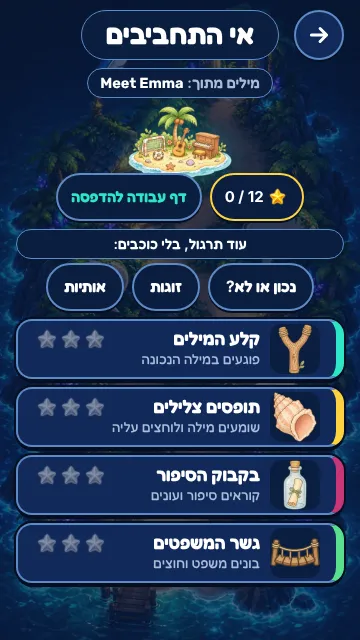 אי התחביבים
מילים מתוך: Meet Emma
0 / 12
דף עבודה להדפסה
עוד תרגול, בלי כוכבים:
נכון או לא?
זוגות
אותיות
קלע המילים
פוגעים במילה הנכונה
תופסים צלילים
שומעים מילה ולוחצים עליה
בקבוק הסיפור
קוראים סיפור ועונים
גשר המשפטים
בונים משפט וחוצים